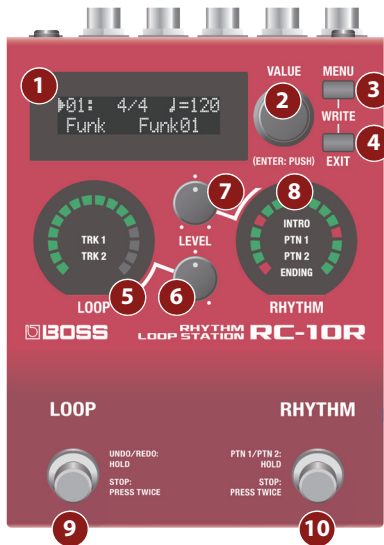 VALUE
MENU
1
2
3
▶01: 4/4 ♩=120
Funk Funk01
WRITE
4
(ENTER: PUSH)
EXIT
7
8
INTRO
TRK 1
PTN 1
TRK 2
LEVEL
PTN 2
ENDING
5
6
LOOP
RHYTHM
BOSS
RHYTHM
LOOP STATION
RC-10R
LOOP
RHYTHM
UNDO/REDO:
HOLD
STOP:
PRESS TWICE
PTN 1/PTN 2:
HOLD
STOP:
PRESS TWICE
9
10